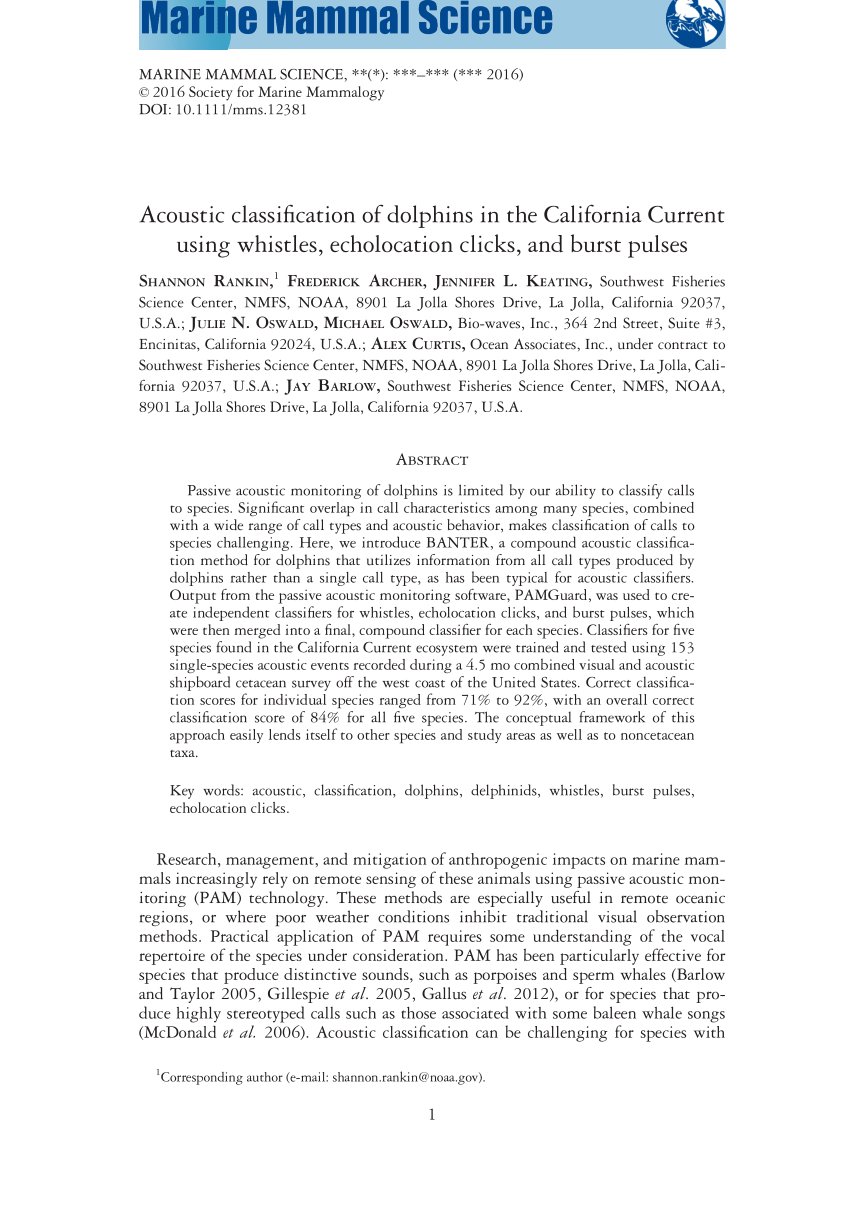 Marine Mammal Science
MARINE MAMMAL SCIENCE, **(*): ***–*** (*** 2016)
© 2016 Society for Marine Mammalogy
DOI: 10.1111/mms.12381
Acoustic classification of dolphins in the California Current
using whistles, echolocation clicks, and burst pulses
SHANNON RANKIN,1 FREDERICK ARCHER, JENNIFER L. KEATING, Southwest Fisheries
Science Center, NMFS, NOAA, 8901 La Jolla Shores Drive, La Jolla, California 92037,
U.S.A.; JULIE N. OSWALD, MICHAEL OSWALD, Bio-waves, Inc., 364 2nd Street, Suite #3,
Encinitas, California 92024, U.S.A.; ALEX CURTIS, Ocean Associates, Inc., under contract to
Southwest Fisheries Science Center, NMFS, NOAA, 8901 La Jolla Shores Drive, La Jolla, Cali-
fornia 92037, U.S.A.; JAY BARLOW, Southwest Fisheries Science Center, NMFS, NOAA,
8901 La Jolla Shores Drive, La Jolla, California 92037, U.S.A.
ABSTRACT
Passive acoustic monitoring of dolphins is limited by our ability to classify calls
to species. Significant overlap in call characteristics among many species, combined
with a wide range of call types and acoustic behavior, makes classification of calls to
species challenging. Here, we introduce BANTER, a compound acoustic classifica-
tion method for dolphins that utilizes information from all call types produced by
dolphins rather than a single call type, as has been typical for acoustic classifiers.
Output from the passive acoustic monitoring software, PAMGuard, was used to cre-
ate independent classifiers for whistles, echolocation clicks, and burst pulses, which
were then merged into a final, compound classifier for each species. Classifiers for five
species found in the California Current ecosystem were trained and tested using 153
single-species acoustic events recorded during a 4.5 mo combined visual and acoustic
shipboard cetacean survey off the west coast of the United States. Correct classifica-
tion scores for individual species ranged from 71% to 92%, with an overall correct
classification score of 84% for all five species. The conceptual framework of this
approach easily lends itself to other species and study areas as well as to noncetacean
taxa.
Key words: acoustic, classification, dolphins, delphinids, whistles, burst pulses,
echolocation clicks.
Research, management, and mitigation of anthropogenic impacts on marine mam-
mals increasingly rely on remote sensing of these animals using passive acoustic mon-
itoring (PAM) technology. These methods are especially useful in remote oceanic
regions, or where poor weather conditions inhibit traditional visual observation
methods. Practical application of PAM requires some understanding of the vocal
repertoire of the species under consideration. PAM has been particularly effective for
species that produce distinctive sounds, such as porpoises and sperm whales (Barlow
and Taylor 2005, Gillespie et al. 2005, Gallus et al. 2012), or for species that pro-
duce highly stereotyped calls such as those associated with some baleen whale songs
(McDonald et al. 2006). Acoustic classification can be challenging for species with
1Corresponding author (e-mail: shannon.rankin@noaa.gov).
1